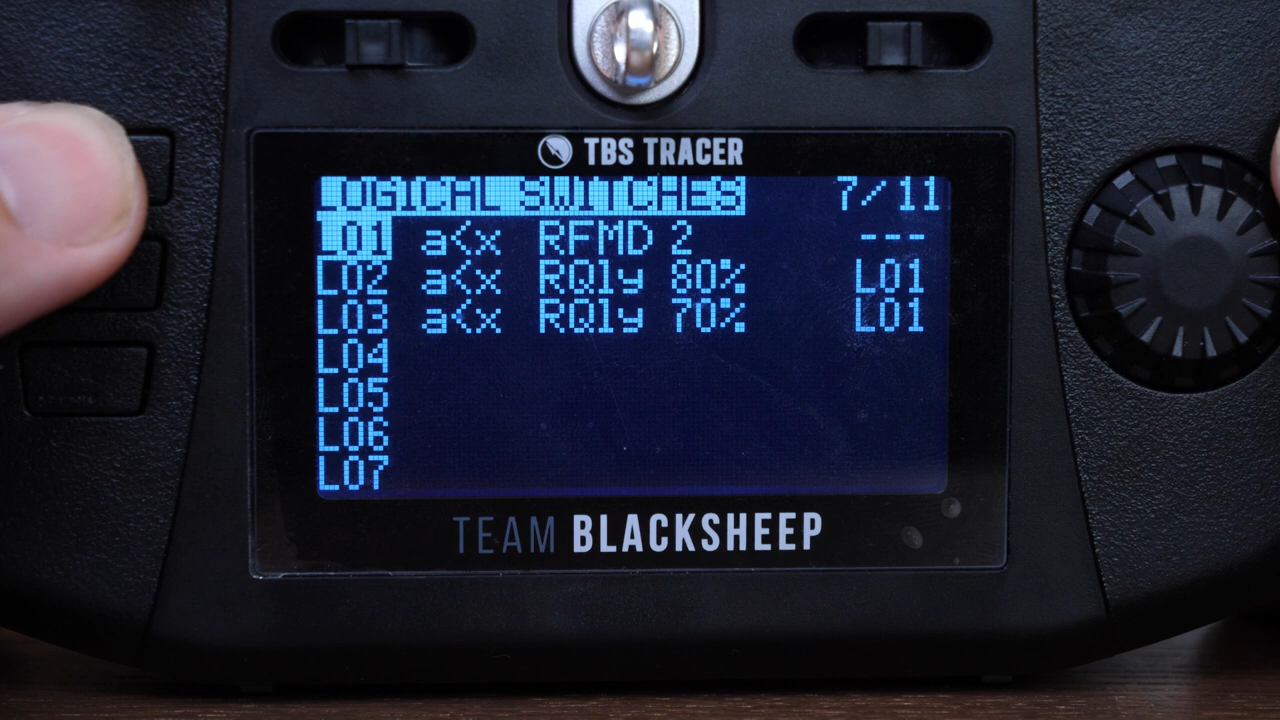 TBS TRACER
LOGICAL SWITCHES 7/11
L01 a<x RFMD 2 ---
L02 a<x RQly 80% L01
L03 a<x RQly 70% L01
L04
L05
L06
L07
TEAM BLACKSHEEP